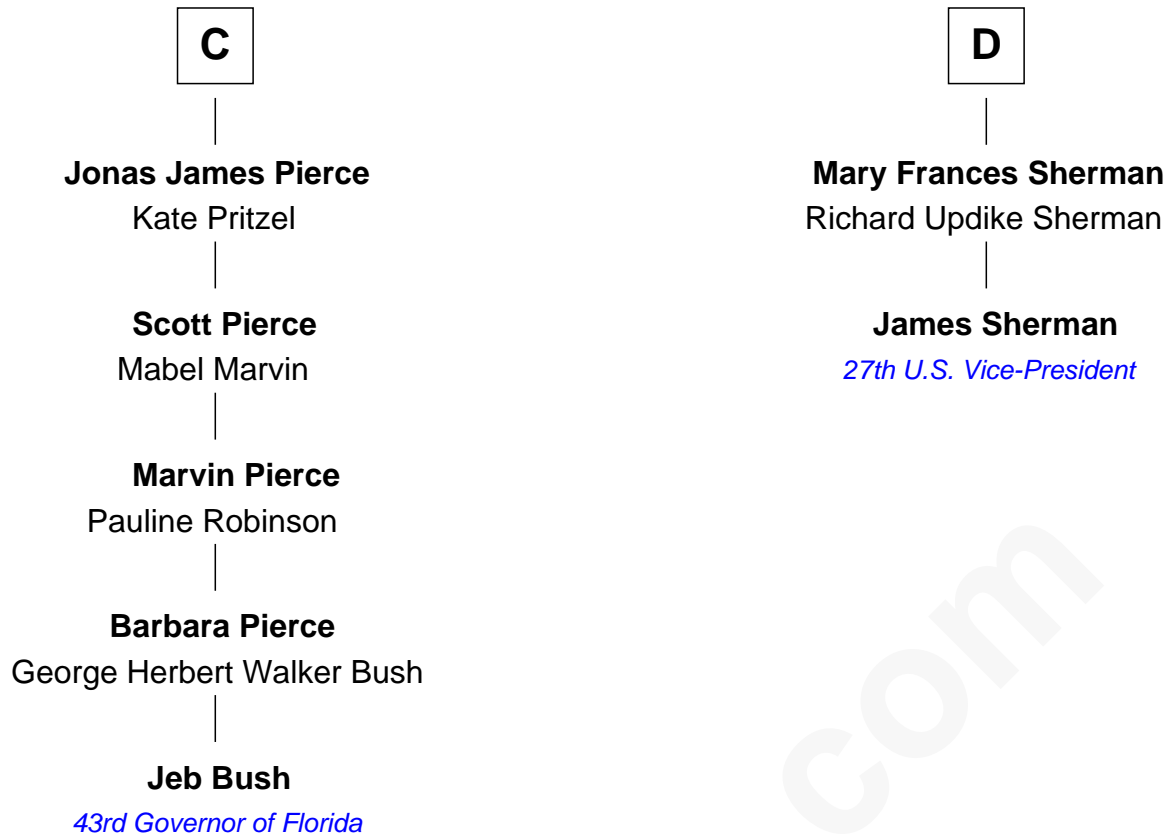 C
Jonas James Pierce
Kate Pritzel
Scott Pierce
Mabel Marvin
Marvin Pierce
Pauline Robinson
Barbara Pierce
George Herbert Walker Bush
Jeb Bush
43rd Governor of Florida
D
Mary Frances Sherman
Richard Updike Sherman
James Sherman
27th U.S. Vice-President
com